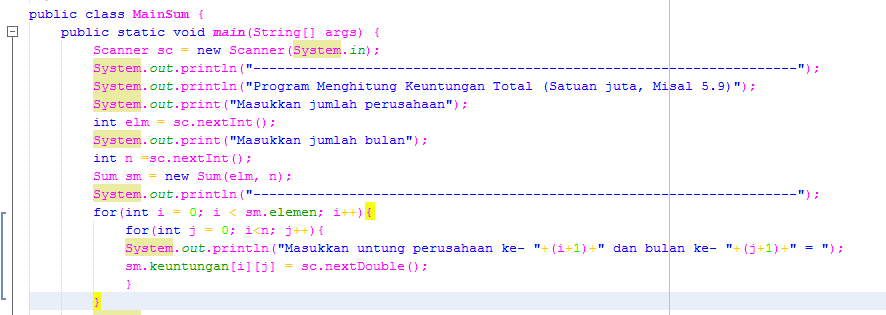 public class MainSum {
public static void main(String[] args) {
Scanner sc = new Scanner(System.in);
System.out.println("--------------------------------------------------------------------");
System.out.println("Program Menghitung Keuntungan Total (Satuan juta, Misal 5.9)");
System.out.print("Masukkan jumlah perusahaan");
int elm = sc.nextInt();
System.out.print("Masukkan jumlah bulan");
int n =sc.nextInt();
Sum sm = new Sum(elm, n);
System.out.println("--------------------------------------------------------------------");
for(int i = 0; i < sm.elemen; i++){
for(int j = 0; i<n; j++){
System.out.println("Masukkan untung perusahaan ke- "+(i+1)+" dan bulan ke- "+(j+1)+" = ");
sm.keuntungan[i][j] = sc.nextDouble();
}
}